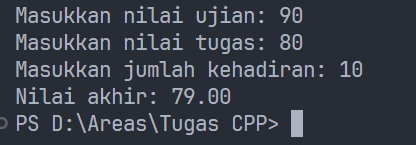 Masukkan nilai ujian: 90
Masukkan nilai tugas: 80
Masukkan jumlah kehadiran: 10
Nilai akhir: 79.00
PS D:\Areas\Tugas CPP>